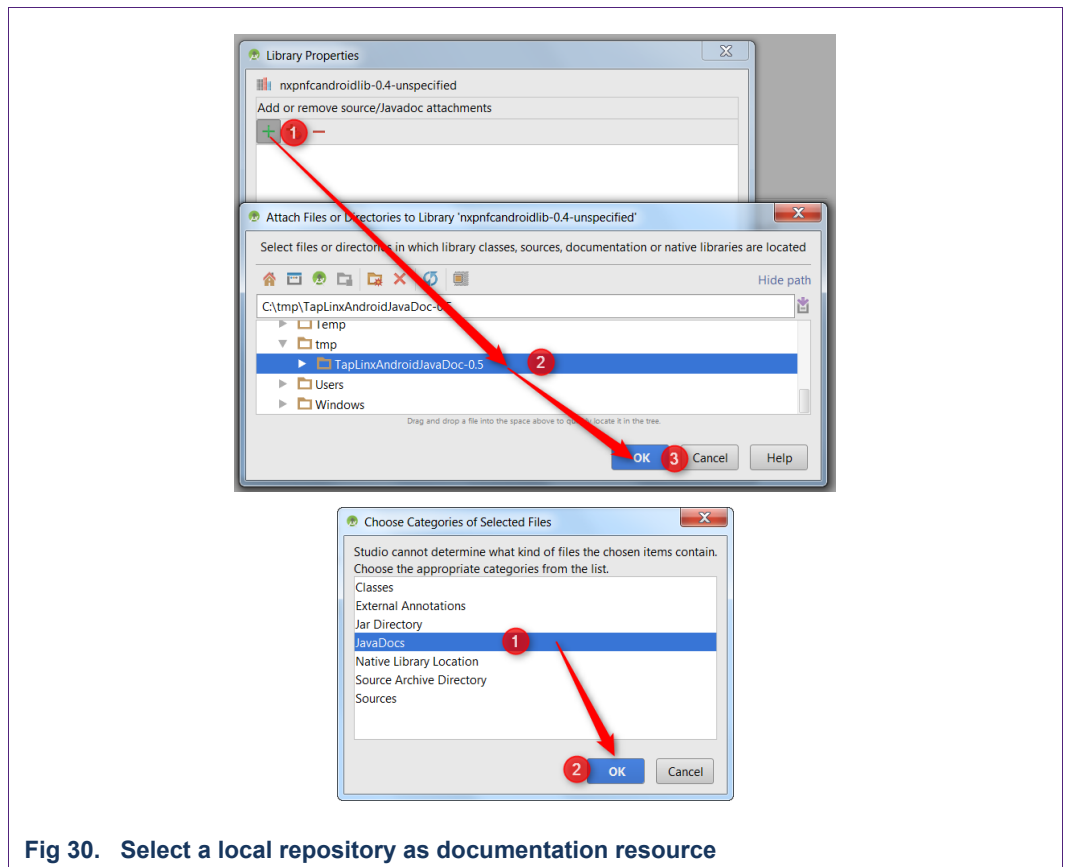 Library Properties
nxpnfcandroidlib-0.4-unspecified
Add or remove source/Javadoc attachments
1
Attach Files or Directories to Library 'nxpnfcandroidlib-0.4-unspecified'
Select files or directories in which library classes, sources, documentation or native libraries are located
Hide path
C:\tmp\TapLinxAndroidJavaDoc-0.5
Temp
tmp
TapLinxAndroidJavaDoc-0.5 2
Users
Windows
Drag and drop a file into the space above to quickly locate it in the tree.
OK 3 Cancel Help
Choose Categories of Selected Files
Studio cannot determine what kind of files the chosen items contain.
Choose the appropriate categories from the list.
Classes
External Annotations
Jar Directory
JavaDocs 1
Native Library Location
Source Archive Directory
Sources
2 OK Cancel
Fig 30. Select a local repository as documentation resource